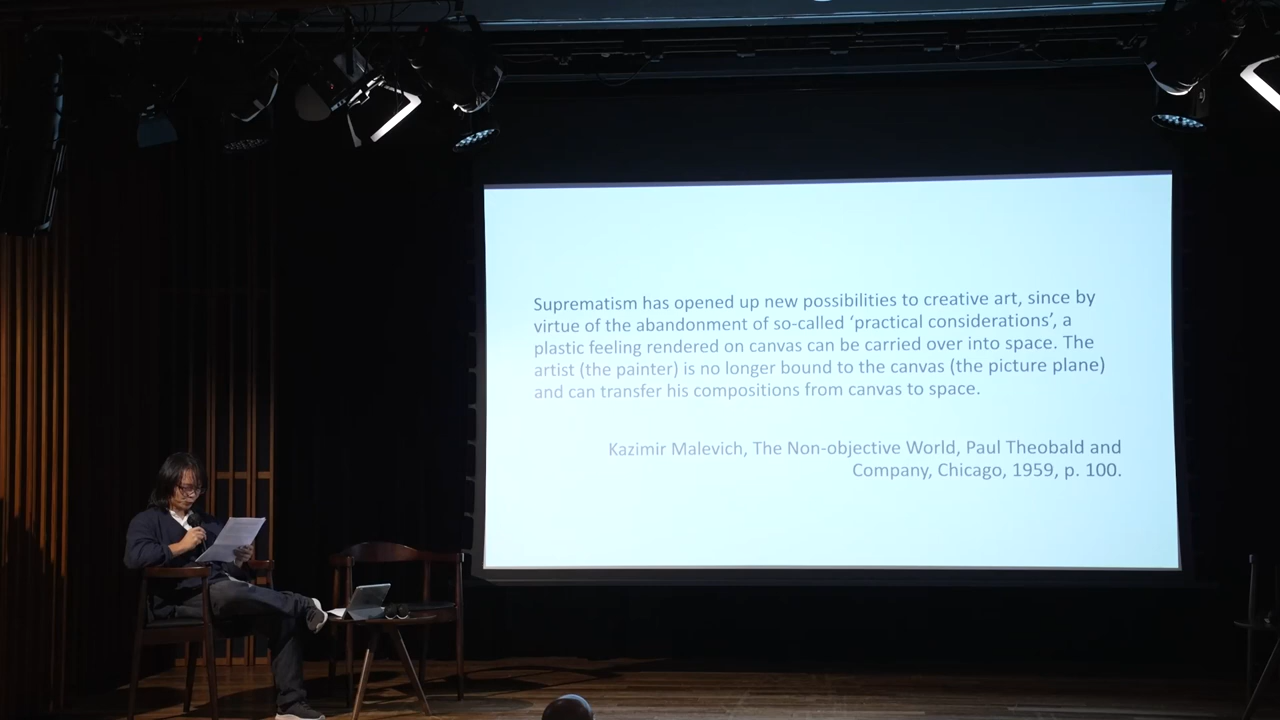 Suprematism has opened up new possibilities to creative art, since by
virtue of the abandonment of so-called ‘practical considerations’, a
plastic feeling rendered on canvas can be carried over into space. The
artist (the painter) is no longer bound to the canvas (the picture plane)
and can transfer his compositions from canvas to space.
Kazimir Malevich, The Non-objective World, Paul Theobald and
Company, Chicago, 1959, p. 100.